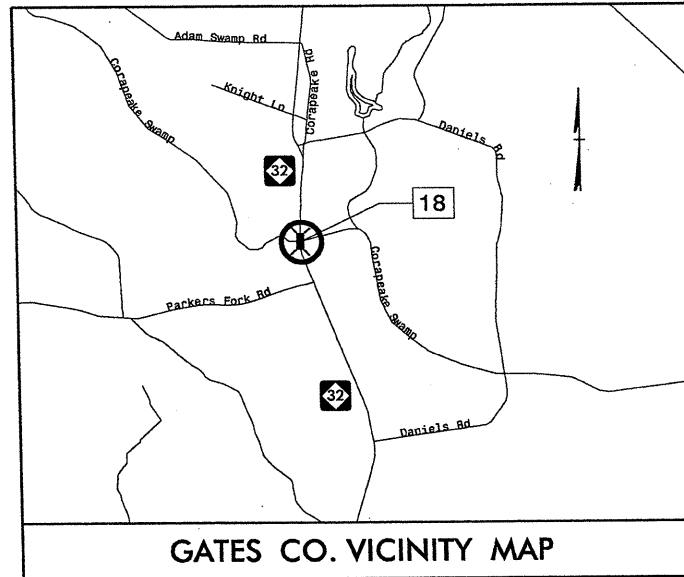 Adam Swamp Rd
Corapeake Rd
Knight Ln
Corapeake Swamp
Daniels Rd
32
18
Corapeake Swamp
Parkers Fork Rd
32
Daniels Rd
GATES CO. VICINITY MAP